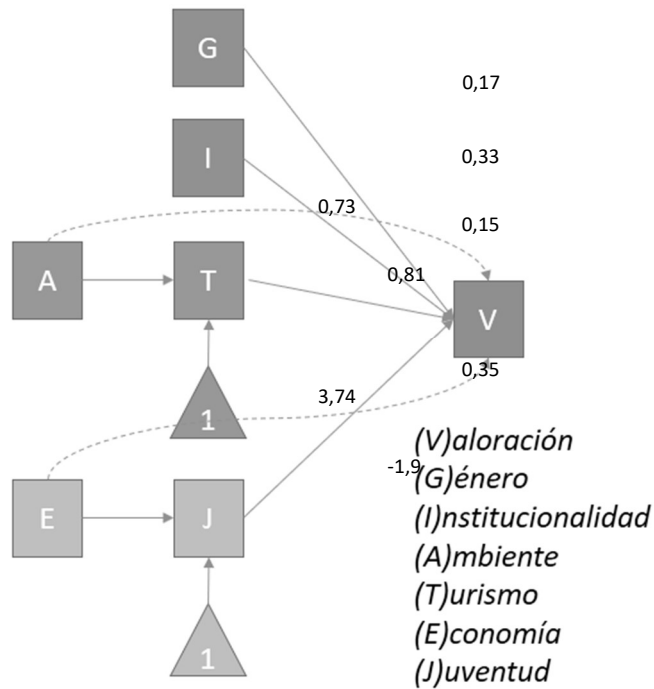 G
0,17
I
0,33
0,73
0,15
A
T
0,81
V
0,35
3,74
1
(V)aloración
-1,9
(G)énero
E
J
(I)nstitucionalidad
(A)mbiente
(T)urismo
(E)conomía
1
(J)uventud